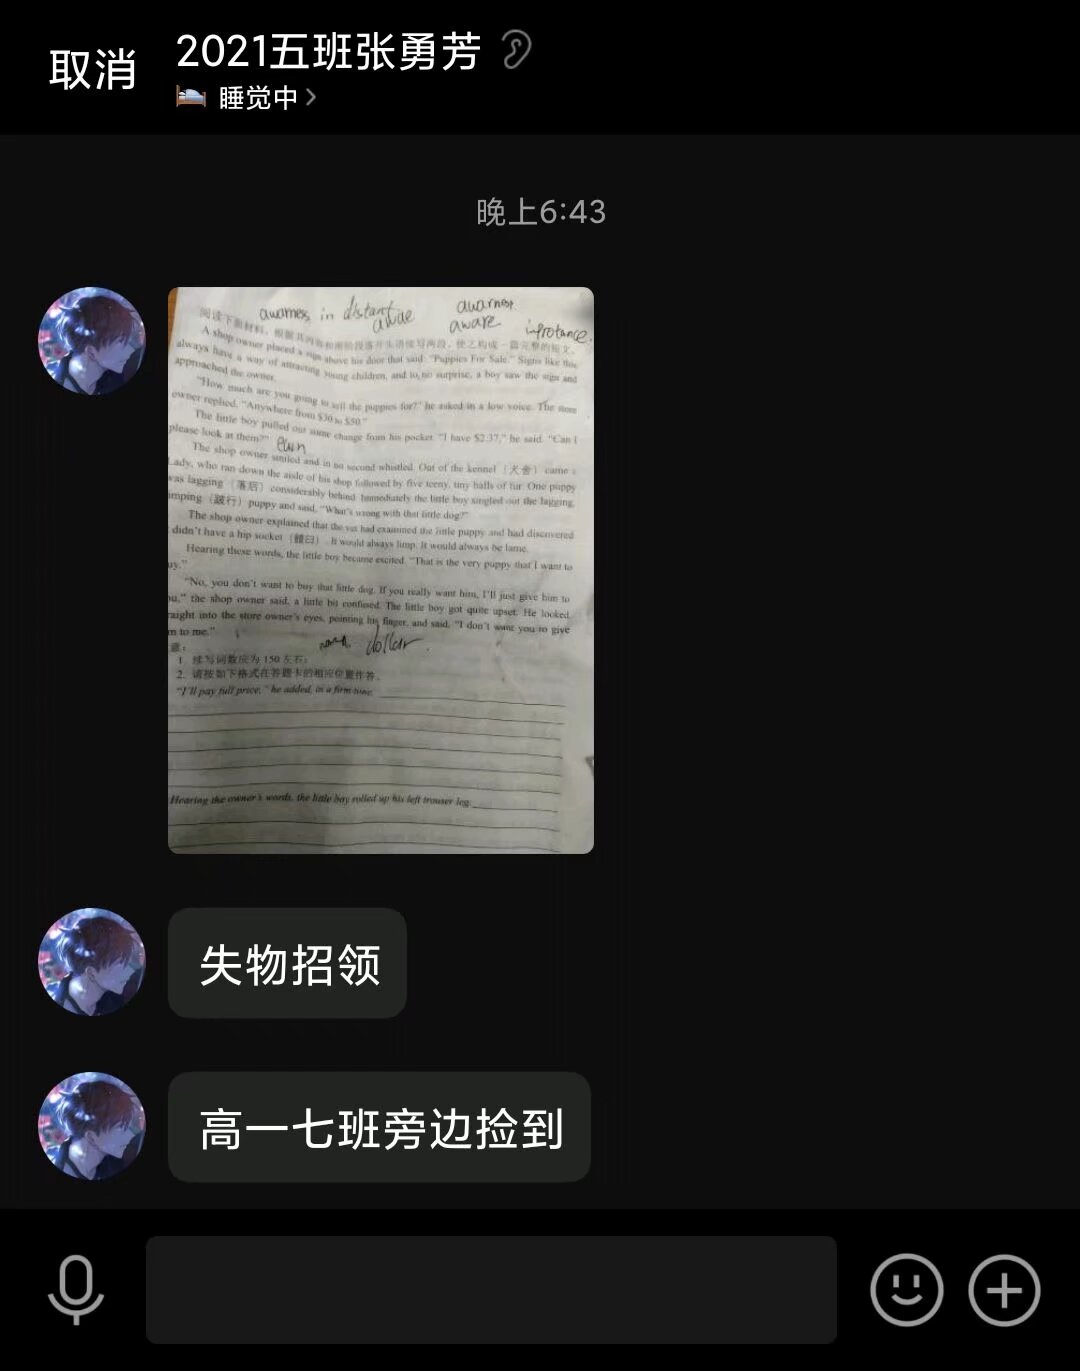 取消
2021五班张勇芳
睡觉中
晚上6:43
awarnes in distant awarnest
aware
阅读下面材料,根据其内容和所给段落开头语续写两段,使之构成一篇完整的短文。
A shop owner placed a sign above his door that said: "Puppies For Sale." Signs like this
always have a way of attracting young children, and to no surprise, a boy saw the sign and
approached the owner.
"How much are you going to sell the puppies for?" he asked in a low voice. The store
owner replied, "Anywhere from $30 to $50."
The little boy pulled out some change from his pocket. "I have $2.37," he said. "Can I
please look at them?"
The shop owner smiled and in no second whistled. Out of the kennel (犬舍) came
Lady, who ran down the aisle of his shop followed by five teeny, tiny balls of fur. One puppy
was lagging (落后) considerably behind. Immediately the little boy singled out the lagging,
imping (跛行) puppy and said, "What's wrong with that little dog?"
The shop owner explained that the vet had examined the little puppy and had discovered
didn't have a hip socket (髋臼). It would always limp. It would always be lame.
Hearing these words, the little boy became excited. "That is the very puppy that I want to
uy."
"No, you don't want to buy that little dog. If you really want him, I'll just give him to
ou," the shop owner said, a little bit confused. The little boy got quite upset. He looked
raight into the store owner's eyes, pointing his finger, and said, "I don't want you to give
m to me."
dollar.
意:
1. 续写词数应为 150 左右;
2. 请按如下格式在答题卡的相应位置作答。
"I'll pay full price," he added, in a firm tone.
Hearing the owner's words, the little boy rolled up his left trouser leg.
失物招领
高一七班旁边捡到